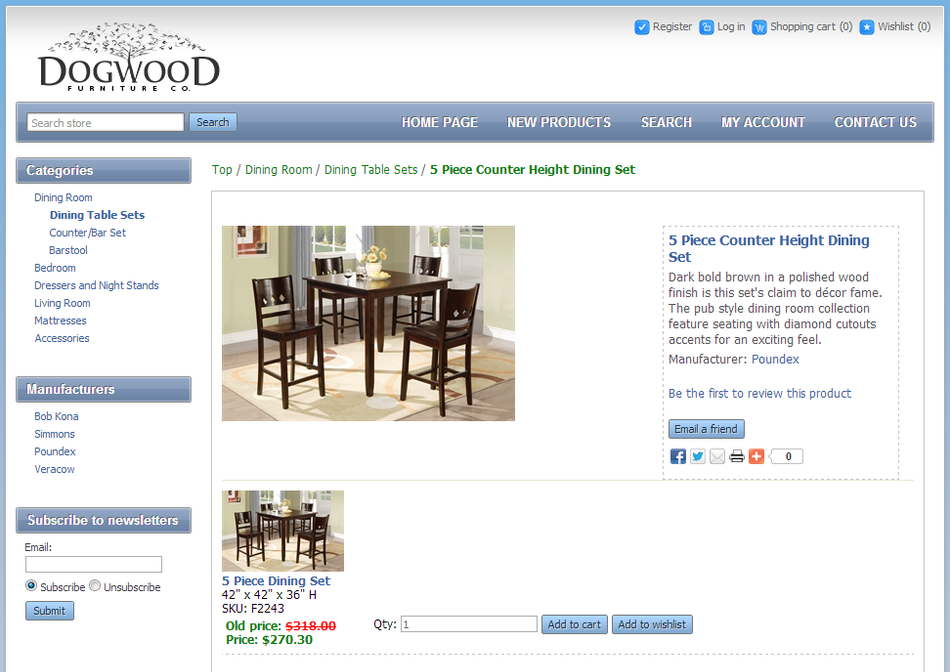 DOGWOOD
FURNITURE CO.
Register Log in Shopping cart (0) Wishlist (0)
Search store Search
HOME PAGE NEW PRODUCTS SEARCH MY ACCOUNT CONTACT US
Categories
Dining Room
Dining Table Sets
Counter/Bar Set
Barstool
Bedroom
Dressers and Night Stands
Living Room
Mattresses
Accessories
Manufacturers
Bob Kona
Simmons
Poundex
Veracow
Subscribe to newsletters
Email:
Subscribe Unsubscribe
Submit
Top / Dining Room / Dining Table Sets / 5 Piece Counter Height Dining Set
5 Piece Counter Height Dining
Set
Dark bold brown in a polished wood
finish is this set's claim to décor fame.
The pub style dining room collection
feature seating with diamond cutouts
accents for an exciting feel.
Manufacturer: Poundex
Be the first to review this product
Email a friend
0
5 Piece Dining Set
42" x 42" x 36" H
SKU: F2243
Old price: $318.00
Price: $270.30
Qty: 1 Add to cart Add to wishlist